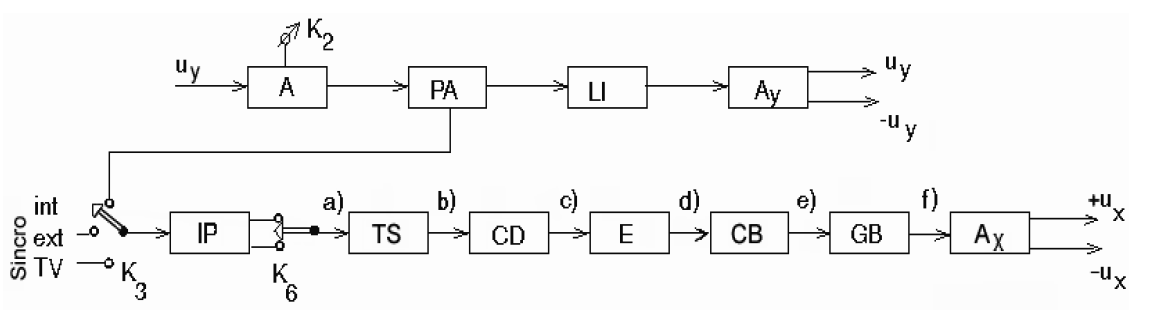 K2
uy
A
PA
LI
Ay
uy
-uy
Sincro
int
ext
TV
K3
IP
K6
a)
TS
b)
CD
c)
E
d)
CB
e)
GB
f)
AX
+ux
-ux